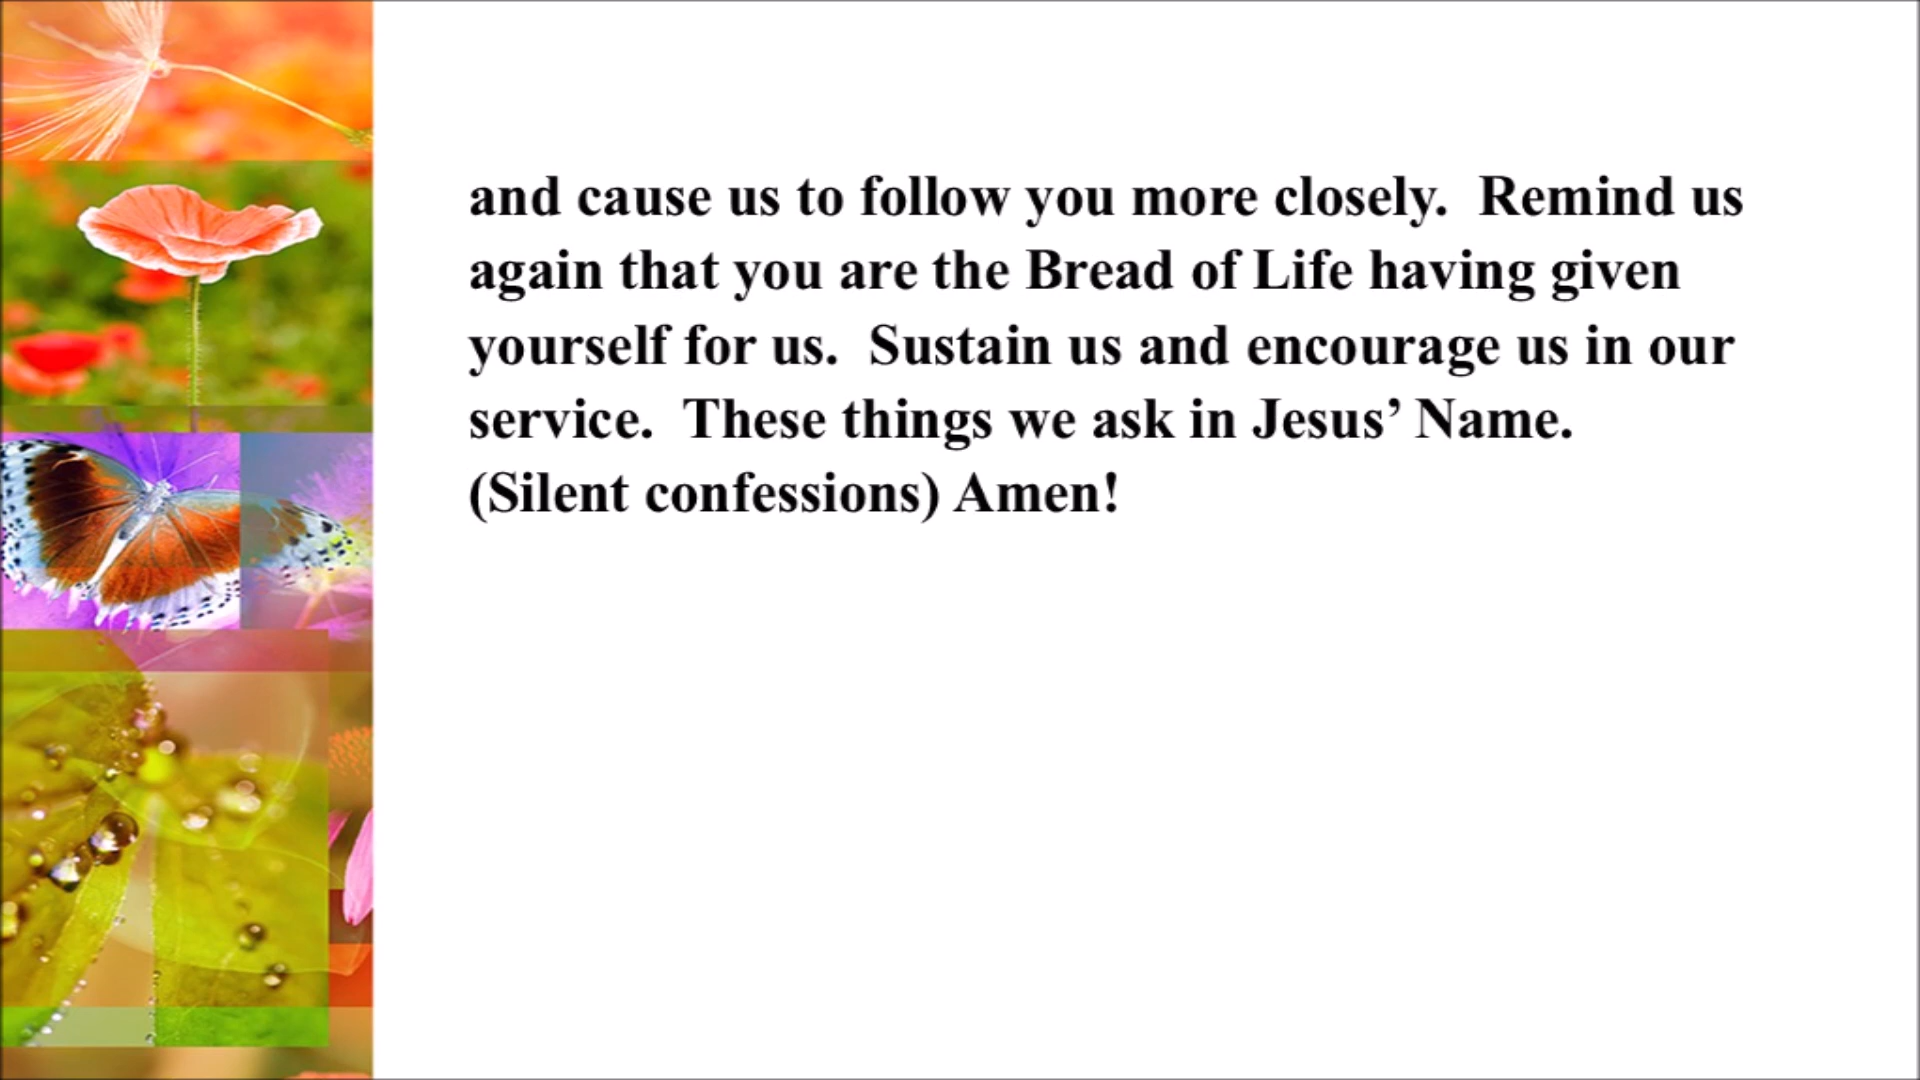 and cause us to follow you more closely.  Remind us
again that you are the Bread of Life having given
yourself for us.  Sustain us and encourage us in our
service.  These things we ask in Jesus’ Name.
(Silent confessions) Amen!